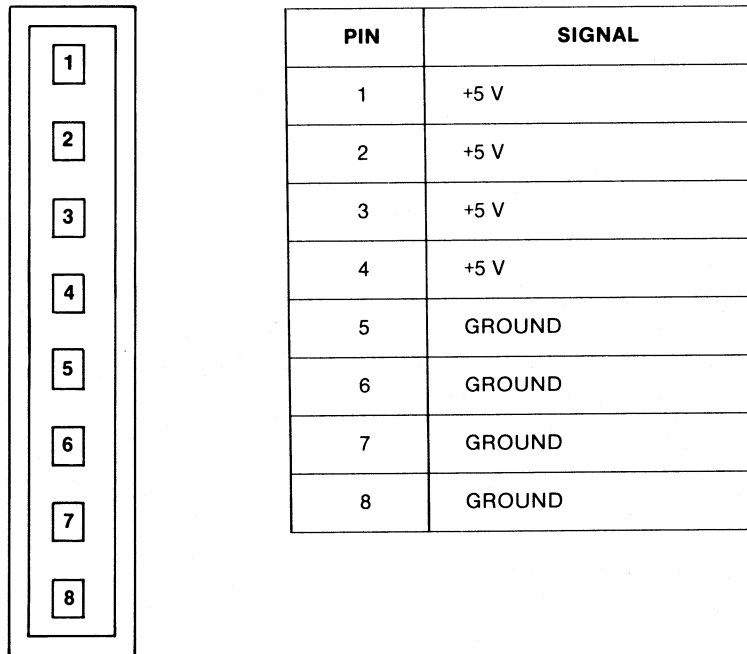 1
2
3
4
5
6
7
8
PIN SIGNAL
1 +5 V
2 +5 V
3 +5 V
4 +5 V
5 GROUND
6 GROUND
7 GROUND
8 GROUND